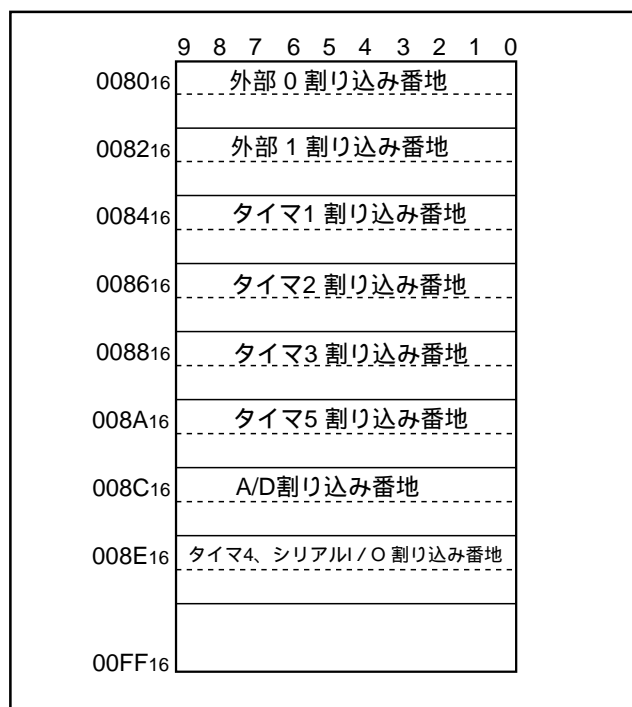 9 8 7 6 5 4 3 2 1 0
008016 外部 0 割り込み番地
008216 外部 1 割り込み番地
008416 タイマ1 割り込み番地
008616 タイマ2 割り込み番地
008816 タイマ3 割り込み番地
008A16 タイマ5 割り込み番地
008C16 A/D割り込み番地
008E16 タイマ4、シリアルI / O 割り込み番地
00FF16